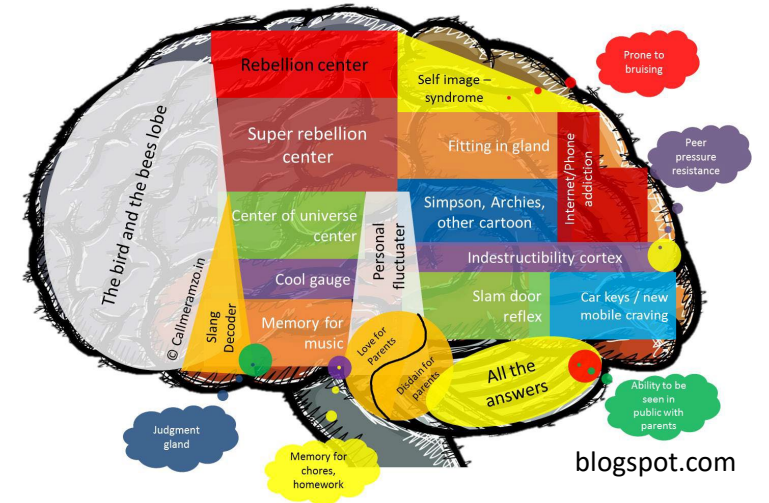 Rebellion center
Self image –
syndrome
Prone to
bruising
Super rebellion
center
Fitting in gland
Internet/Phone
addiction
Peer
pressure
resistance
The bird and the bees lobe
Center of universe
center
Personal
fluctuater
Simpson, Archies,
other cartoon
Indestructibility cortex
Cool gauge
Slam door
reflex
Car keys / new
mobile craving
© Callmeramzo.in
Slang
Decoder
Memory for
music
Love for
Parents
Disdain for
parents
All the
answers
Ability to be
seen in
public with
parents
Judgment
gland
Memory for
chores,
homework
blogspot.com